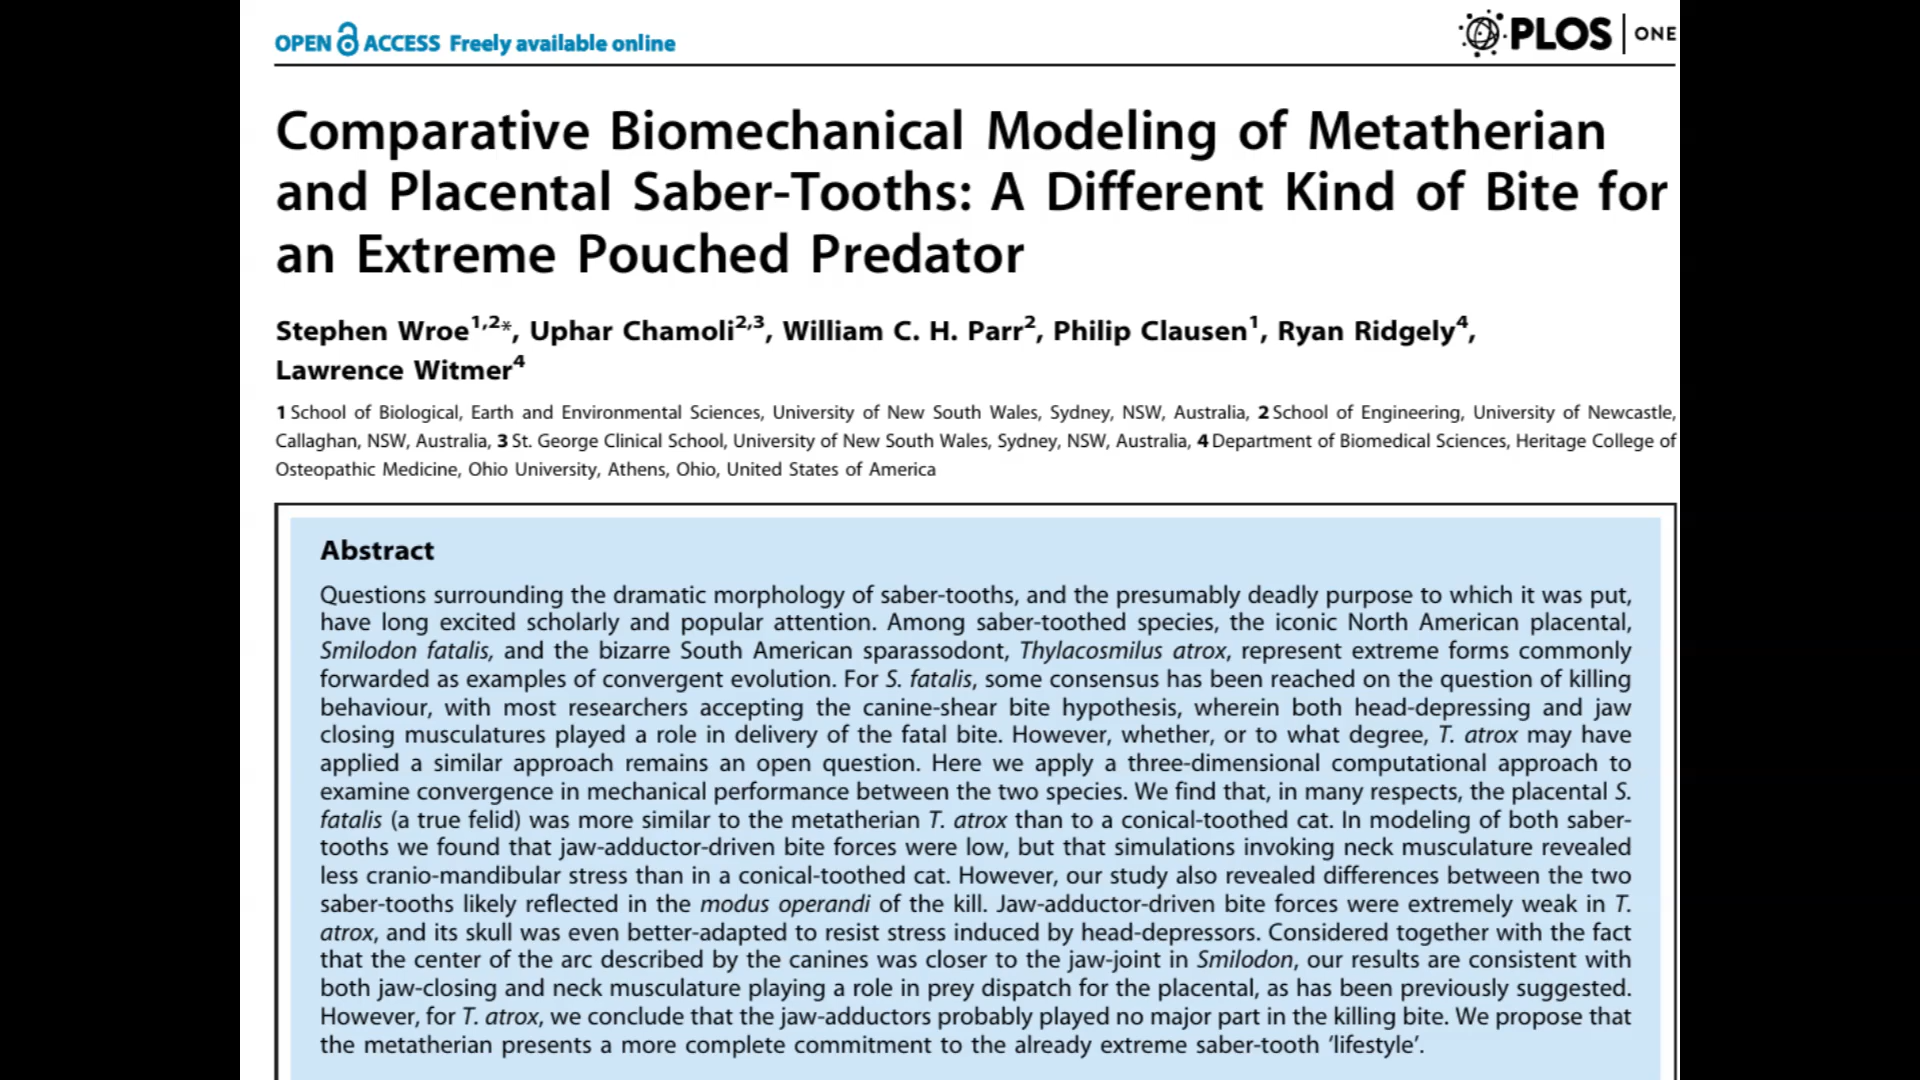 OPEN ACCESS Freely available online
PLOS ONE
Comparative Biomechanical Modeling of Metatherian
and Placental Saber-Tooths: A Different Kind of Bite for
an Extreme Pouched Predator
Stephen Wroe1,2*, Uphar Chamoli2,3, William C. H. Parr2, Philip Clausen1, Ryan Ridgely4,
Lawrence Witmer4
1 School of Biological, Earth and Environmental Sciences, University of New South Wales, Sydney, NSW, Australia, 2 School of Engineering, University of Newcastle,
Callaghan, NSW, Australia, 3 St. George Clinical School, University of New South Wales, Sydney, NSW, Australia, 4 Department of Biomedical Sciences, Heritage College of
Osteopathic Medicine, Ohio University, Athens, Ohio, United States of America
Abstract
Questions surrounding the dramatic morphology of saber-tooths, and the presumably deadly purpose to which it was put,
have long excited scholarly and popular attention. Among saber-toothed species, the iconic North American placental,
Smilodon fatalis, and the bizarre South American sparassodont, Thylacosmilus atrox, represent extreme forms commonly
forwarded as examples of convergent evolution. For S. fatalis, some consensus has been reached on the question of killing
behaviour, with most researchers accepting the canine-shear bite hypothesis, wherein both head-depressing and jaw
closing musculatures played a role in delivery of the fatal bite. However, whether, or to what degree, T. atrox may have
applied a similar approach remains an open question. Here we apply a three-dimensional computational approach to
examine convergence in mechanical performance between the two species. We find that, in many respects, the placental S.
fatalis (a true felid) was more similar to the metatherian T. atrox than to a conical-toothed cat. In modeling of both saber-
tooths we found that jaw-adductor-driven bite forces were low, but that simulations invoking neck musculature revealed
less cranio-mandibular stress than in a conical-toothed cat. However, our study also revealed differences between the two
saber-tooths likely reflected in the modus operandi of the kill. Jaw-adductor-driven bite forces were extremely weak in T.
atrox, and its skull was even better-adapted to resist stress induced by head-depressors. Considered together with the fact
that the center of the arc described by the canines was closer to the jaw-joint in Smilodon, our results are consistent with
both jaw-closing and neck musculature playing a role in prey dispatch for the placental, as has been previously suggested.
However, for T. atrox, we conclude that the jaw-adductors probably played no major part in the killing bite. We propose that
the metatherian presents a more complete commitment to the already extreme saber-tooth 'lifestyle'.